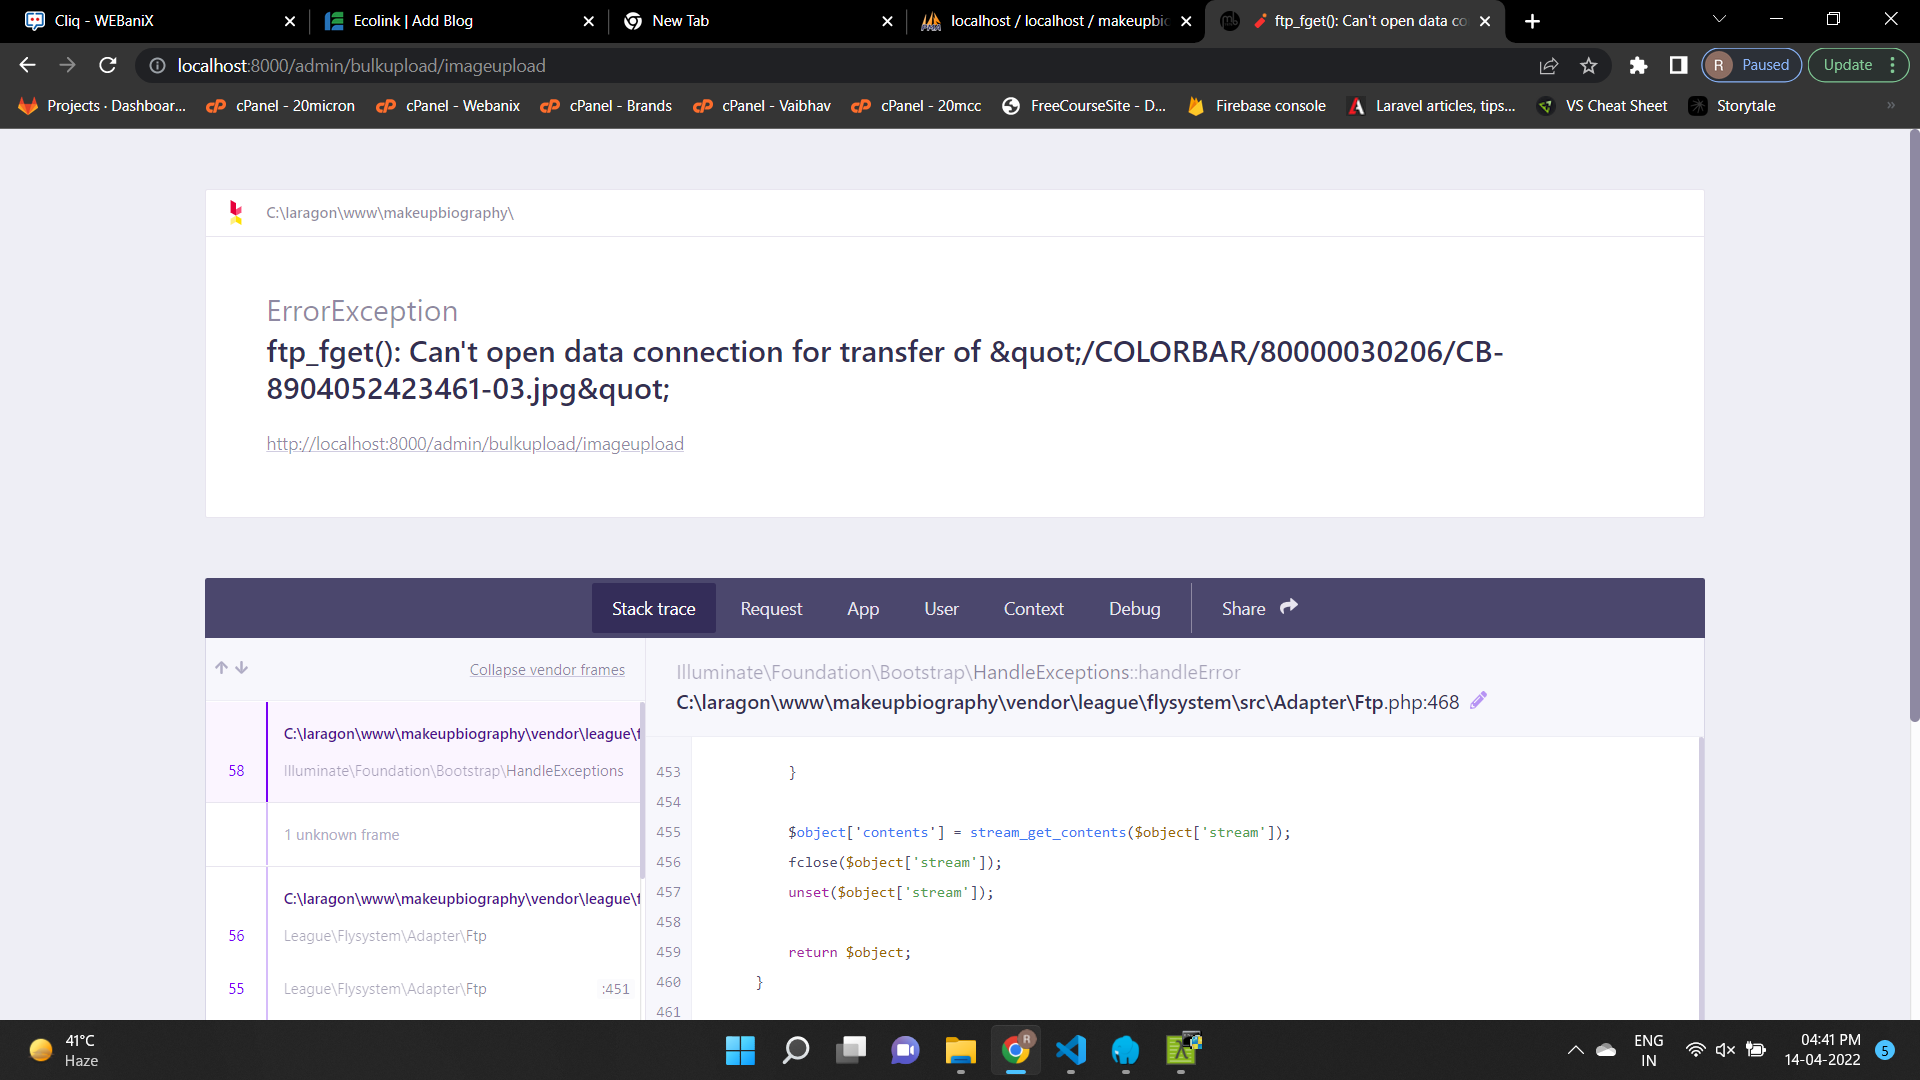 Cliq - WEBaniX
Ecolink | Add Blog
New Tab
localhost / localhost / makeupbio
ftp_fget(): Can't open data co
localhost:8000/admin/bulkupload/imageupload
R Paused
Update
Projects · Dashboar...
cPanel - 20micron
cPanel - Webanix
cPanel - Brands
cPanel - Vaibhav
cPanel - 20mcc
FreeCourseSite - D...
Firebase console
Laravel articles, tips...
VS Cheat Sheet
Storytale
»
C:\laragon\www\makeupbiography\
ErrorException
ftp_fget(): Can't open data connection for transfer of &quot;/COLORBAR/80000030206/CB-
8904052423461-03.jpg&quot;
http://localhost:8000/admin/bulkupload/imageupload
Stack trace
Request
App
User
Context
Debug
Share
Collapse vendor frames
C:\laragon\www\makeupbiography\vendor\league\f
58
Illuminate\Foundation\Bootstrap\HandleExceptions
1 unknown frame
C:\laragon\www\makeupbiography\vendor\league\f
56
League\Flysystem\Adapter\Ftp
55
League\Flysystem\Adapter\Ftp
:451
Illuminate\Foundation\Bootstrap\HandleExceptions::handleError
C:\laragon\www\makeupbiography\vendor\league\flysystem\src\Adapter\Ftp.php:468
453 }
454
455 $object['contents'] = stream_get_contents($object['stream']);
456 fclose($object['stream']);
457 unset($object['stream']);
458
459 return $object;
460 }
461
41°C
Haze
R
ENG
IN
04:41 PM
14-04-2022
5